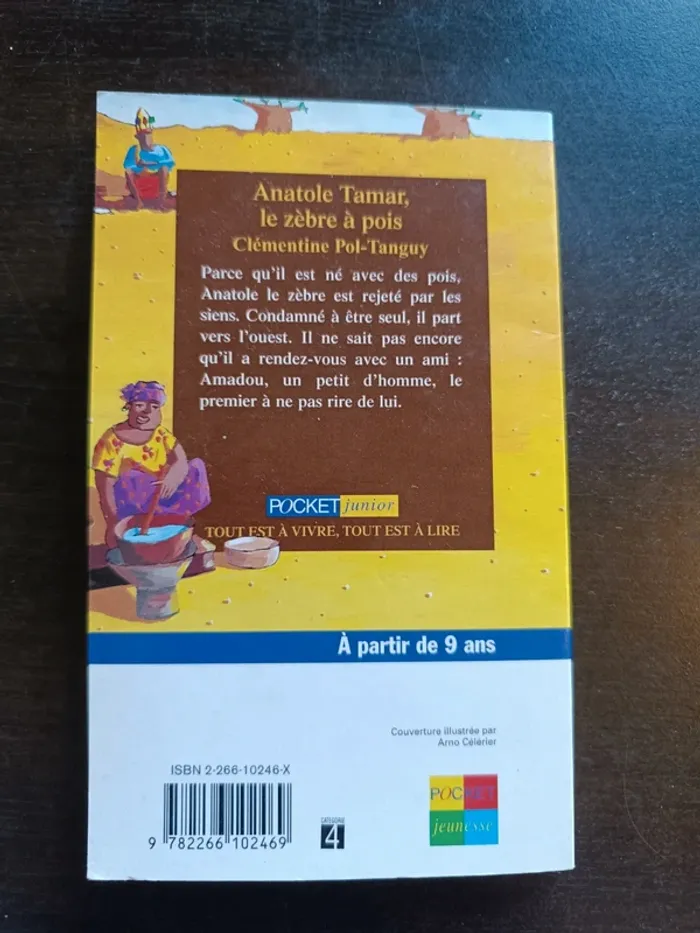 Anatole Tamar,
le zèbre à pois
Clémentine Pol-Tanguy
Parce qu'il est né avec des pois,
Anatole le zèbre est rejeté par les
siens. Condamné à être seul, il part
vers l'ouest. Il ne sait pas encore
qu'il a rendez-vous avec un ami :
Amadou, un petit d'homme, le
premier à ne pas rire de lui.
POCKET junior
TOUT EST À VIVRE, TOUT EST À LIRE
À partir de 9 ans
Couverture illustrée par
Arno Célérier
ISBN 2-266-10246-X
9 782266 102469
CATÉGORIE
4
POCKET
jeunesse